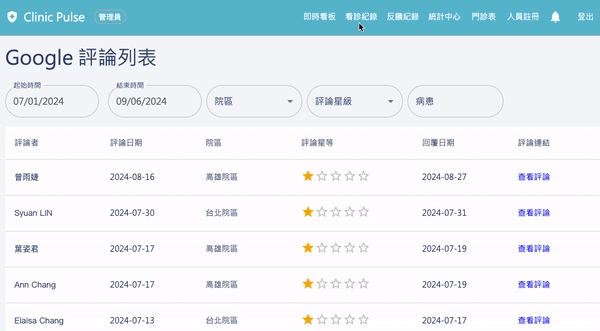 Clinic Pulse 管理員 即時看板 看診紀錄 反饋紀錄 統計中心 門診表 人員註冊 登出
Google 評論列表
起始時間 結束時間
07/01/2024 09/06/2024 院區 評論星級 病患
評論者 評論日期 院區 評論星等 回覆日期 評論連結
曾雨婕 2024-08-16 高雄院區 2024-08-27 查看評論
Syuan LIN 2024-07-30 台北院區 2024-07-31 查看評論
葉姿君 2024-07-17 高雄院區 2024-07-19 查看評論
Ann Chang 2024-07-17 高雄院區 2024-07-19 查看評論
Elaisa Chang 2024-07-13 台北院區 2024-07-17 查看評論